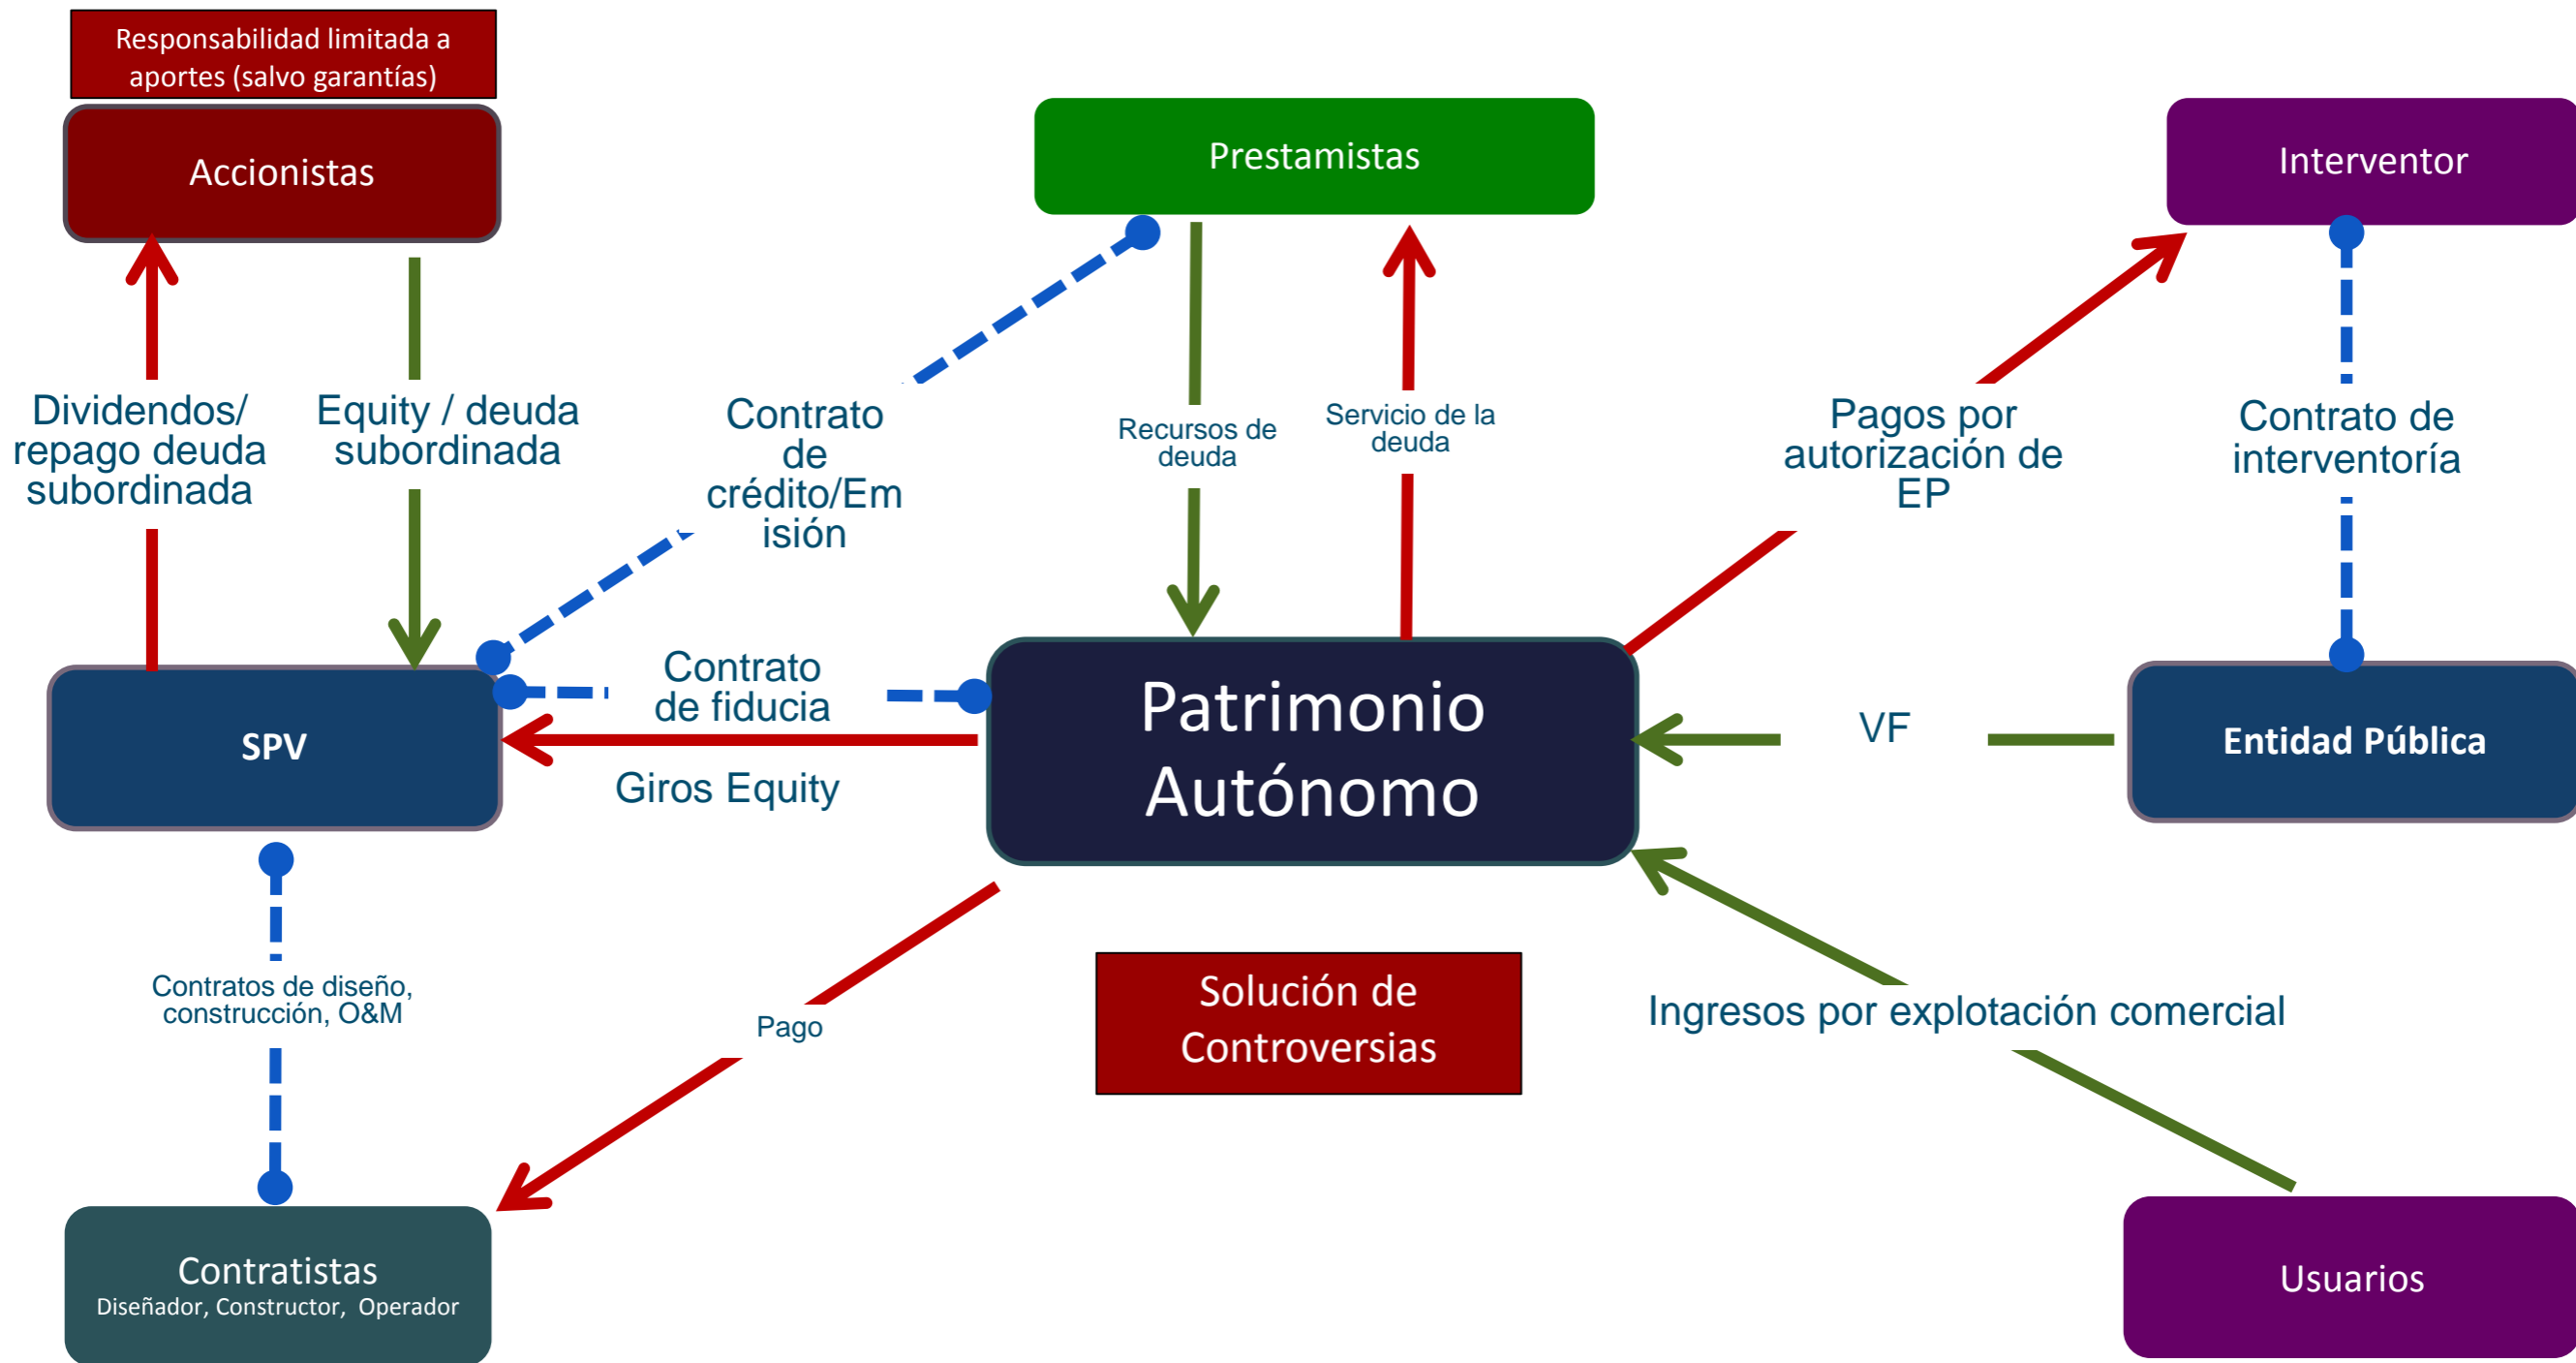 Responsabilidad limitada a
aportes (salvo garantías)
Accionistas
Prestamistas
Interventor
Dividendos/
repago deuda
subordinada
Equity / deuda
subordinada
Contrato
de
crédito/Em
isión
Recursos de
deuda
Servicio de la
deuda
Pagos por
autorización de
EP
Contrato de
interventoría
SPV
Contrato
de fiducia
Giros Equity
Patrimonio
Autónomo
VF
Entidad Pública
Contratos de diseño,
construcción, O&M
Pago
Solución de
Controversias
Ingresos por explotación comercial
Contratistas
Diseñador, Constructor, Operador
Usuarios